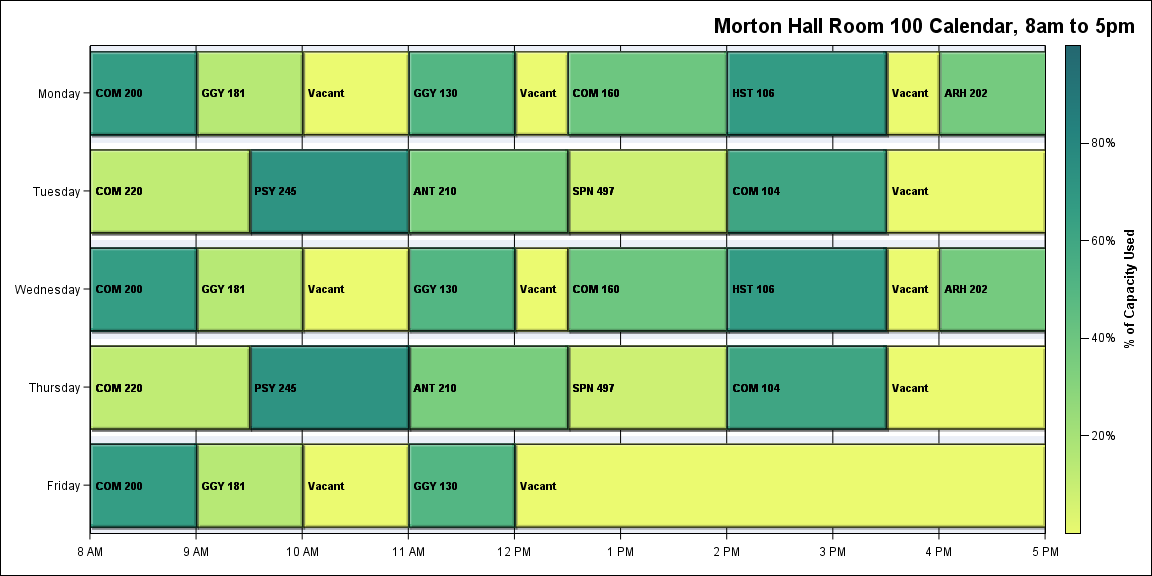 Morton Hall Room 100 Calendar, 8am to 5pm
Monday
COM 200
GGY 181
Vacant
GGY 130
Vacant
COM 160
HST 106
Vacant
ARH 202
Tuesday
COM 220
PSY 245
ANT 210
SPN 497
COM 104
Vacant
Wednesday
COM 200
GGY 181
Vacant
GGY 130
Vacant
COM 160
HST 106
Vacant
ARH 202
Thursday
COM 220
PSY 245
ANT 210
SPN 497
COM 104
Vacant
Friday
COM 200
GGY 181
Vacant
GGY 130
Vacant
8 AM
9 AM
10 AM
11 AM
12 PM
1 PM
2 PM
3 PM
4 PM
5 PM
80%
60%
40%
20%
% of Capacity Used